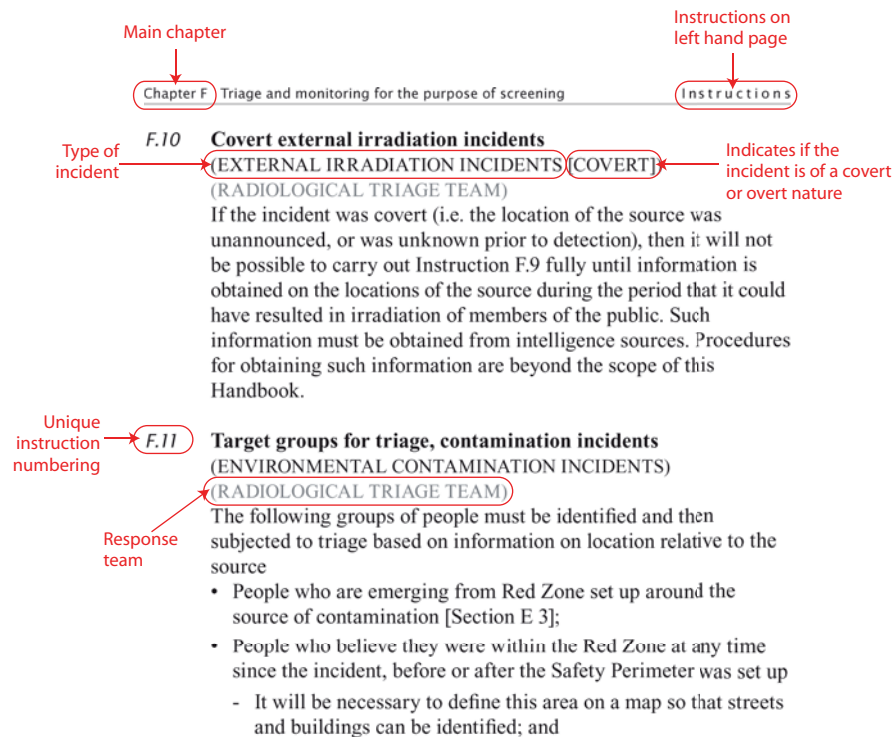 Main chapter
Instructions on
left hand page
Chapter F Triage and monitoring for the purpose of screening Instructions
F.10 Covert external irradiation incidents
Type of
incident
(EXTERNAL IRRADIATION INCIDENTS [COVERT])
Indicates if the
incident is of a covert
or overt nature
(RADIOLOGICAL TRIAGE TEAM)
If the incident was covert (i.e. the location of the source was
unannounced, or was unknown prior to detection), then it will not
be possible to carry out Instruction F.9 fully until information is
obtained on the locations of the source during the period that it could
have resulted in irradiation of members of the public. Such
information must be obtained from intelligence sources. Procedures
for obtaining such information are beyond the scope of this
Handbook.
Unique
instruction
numbering
F.11 Target groups for triage, contamination incidents
(ENVIRONMENTAL CONTAMINATION INCIDENTS)
(RADIOLOGICAL TRIAGE TEAM)
Response
team
The following groups of people must be identified and then
subjected to triage based on information on location relative to the
source
• People who are emerging from Red Zone set up around the
source of contamination [Section E 3];
• People who believe they were within the Red Zone at any time
since the incident, before or after the Safety Perimeter was set up
- It will be necessary to define this area on a map so that streets
and buildings can be identified; and